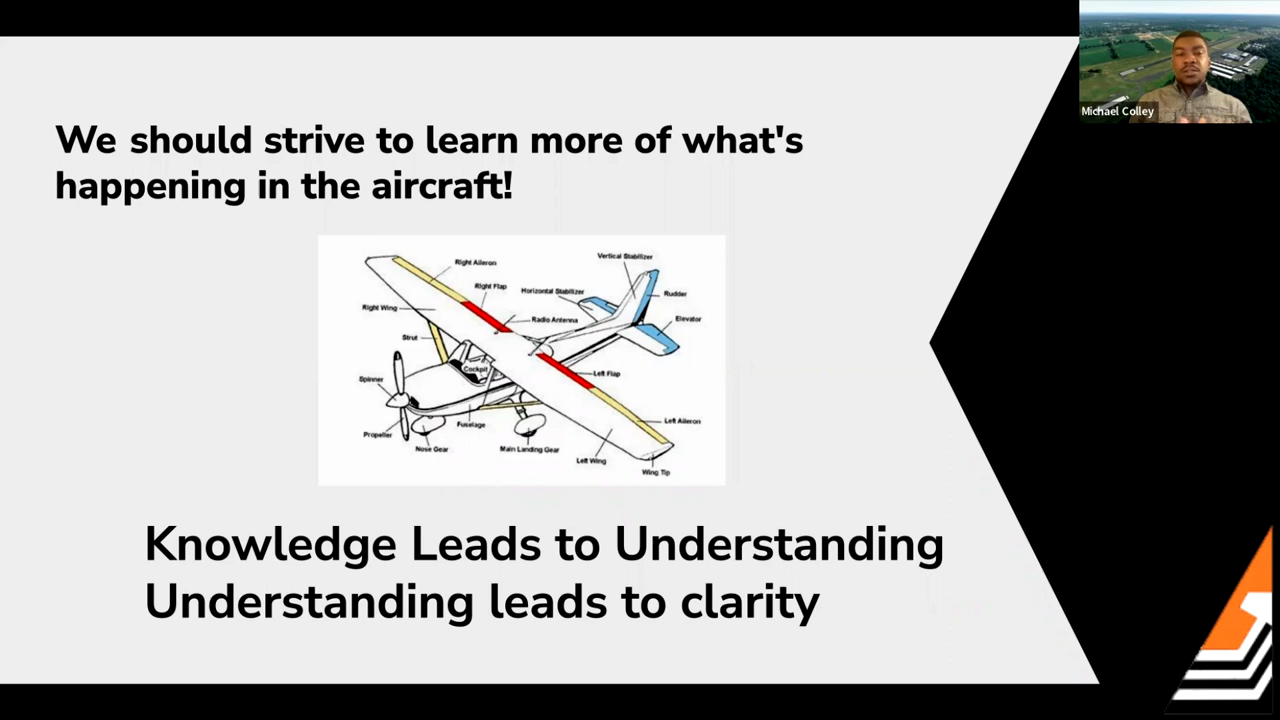 We should strive to learn more of what's
happening in the aircraft!
Michael Colley
Right Aileron
Vertical Stabilizer
Right Flap
Horizontal Stabilizer
Rudder
Right Wing
Radio Antenna
Elevator
Strut
Cockpit
Left Flap
Spinner
Left Aileron
Fuselage
Propeller
Nose Gear
Main Landing Gear
Left Wing
Wing Tip
Knowledge Leads to Understanding
Understanding leads to clarity